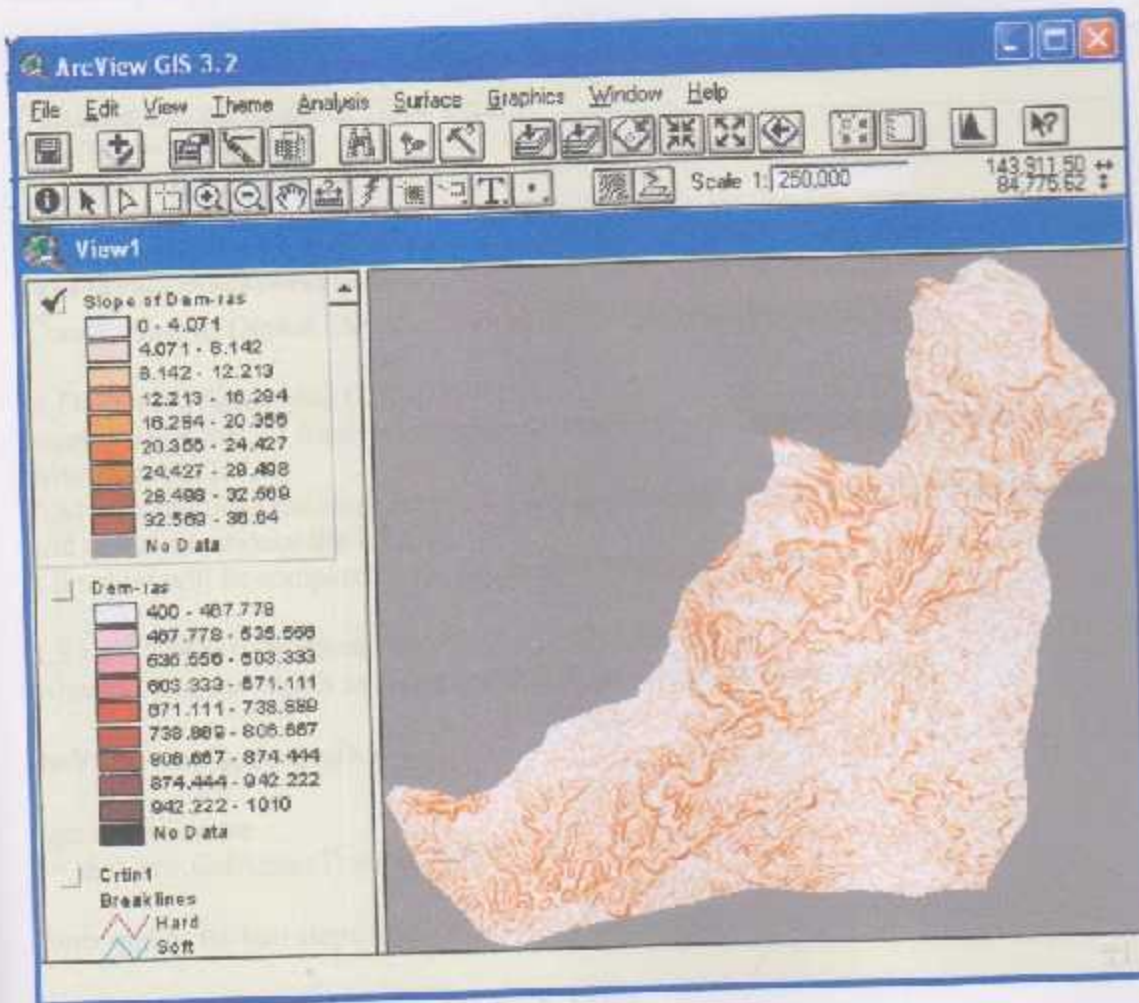 ArcView GIS 3.2
File Edit View Theme Analysis Surface Graphics Window Help
Scale 1: 250,000
143,911.50
84,775.62
View1
Slope of Dem-ras
0 - 4.071
4.071 - 8.142
8.142 - 12.213
12.213 - 16.284
16.284 - 20.356
20.356 - 24.427
24.427 - 28.498
28.498 - 32.569
32.569 - 36.64
No Data
Dem-ras
400 - 467.778
467.778 - 535.556
535.556 - 603.333
603.333 - 671.111
671.111 - 738.889
738.889 - 806.667
806.667 - 874.444
874.444 - 942.222
942.222 - 1010
No Data
Crtin1
Breaklines
Hard
Soft